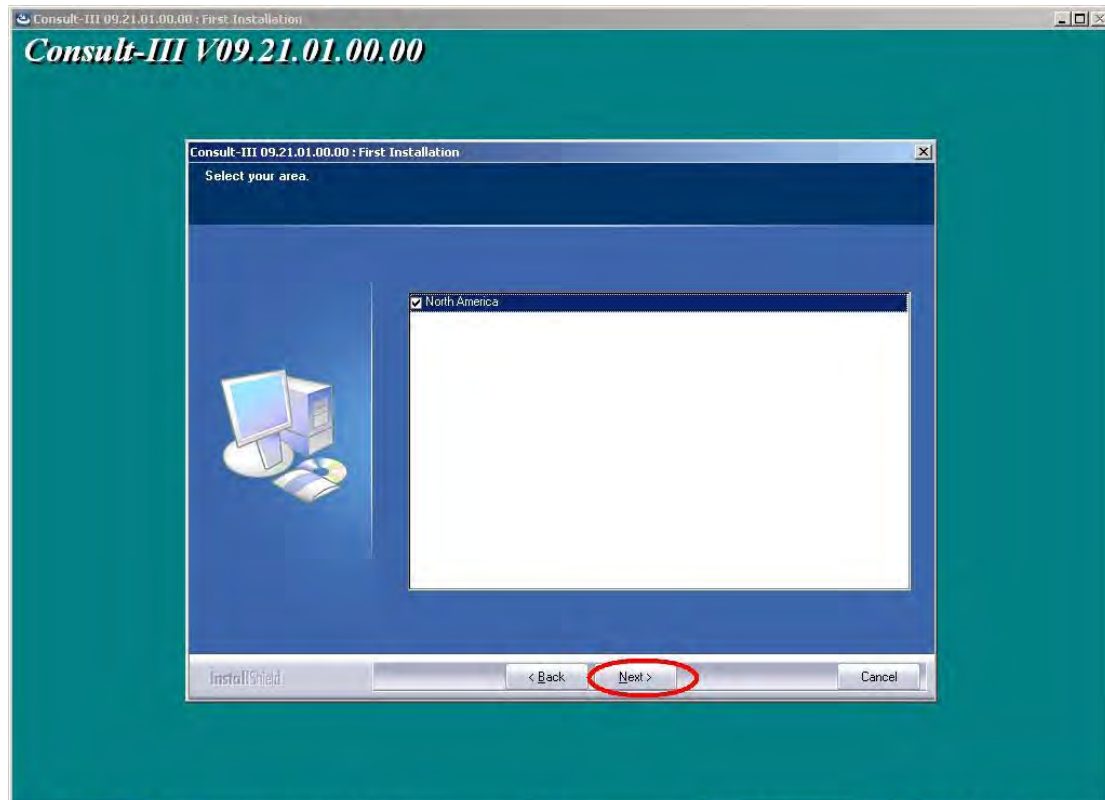 Consult-III 09.21.01.00.00 : First Installation
Consult-III V09.21.01.00.00
Consult-III 09.21.01.00.00 : First Installation
Select your area.
North America
InstallShield
< Back
Next >
Cancel